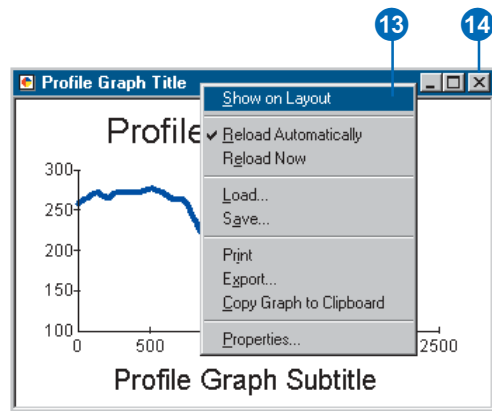 13
14
Profile Graph Title
Show on Layout
Profile
Reload Automatically
Reload Now
Load...
Save...
Print
Export...
Copy Graph to Clipboard
Properties...
300
250
200
150
100
0
500
2500
Profile Graph Subtitle